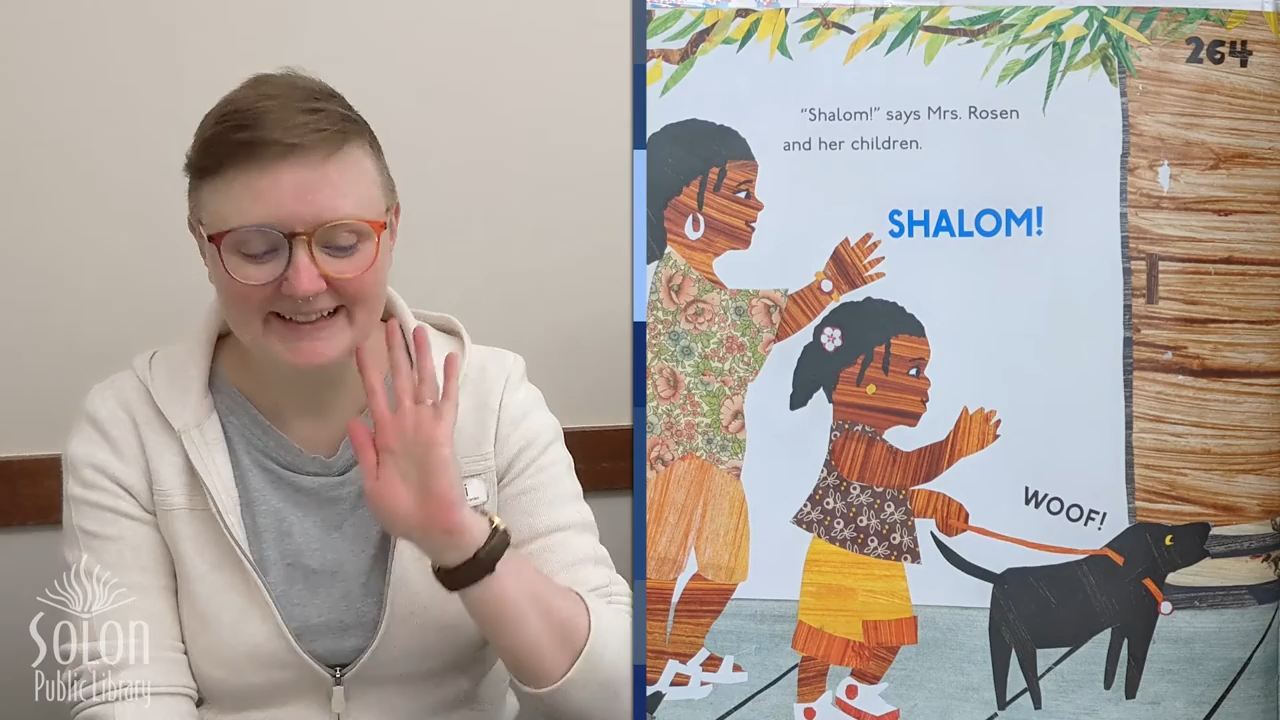 264
“Shalom!” says Mrs. Rosen
and her children.
SHALOM!
WOOF!
SOLON
Public Library